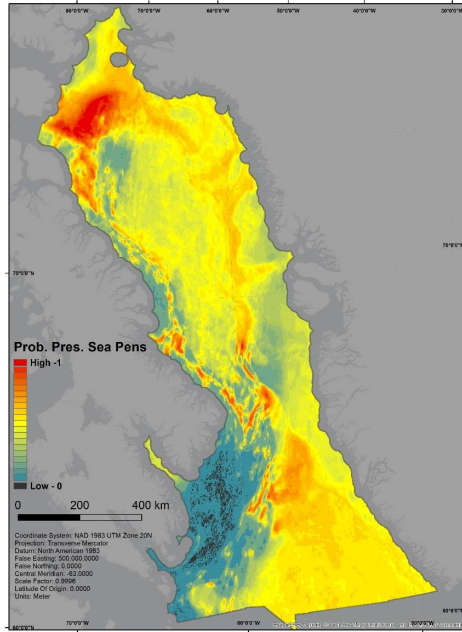 80°0'0"W 70°0'0"W 60°0'0"W 50°0'0"W 40°0'0"W 30°0'0"W
70°0'0"N
70°0'0"N
Prob. Pres. Sea Pens
High -1
Low - 0
0 200 400 km
Coordinate System: NAD 1983 UTM Zone 20N
Projection: Transverse Mercator
Datum: North American 1983
False Easting: 500,000.0000
False Northing: 0.0000
Central Meridian: -63.0000
Scale Factor: 0.9996
Latitude Of Origin: 0.0000
Units: Meter
60°0'0"N
70°0'0"W 60°0'0"W 50°0'0"W